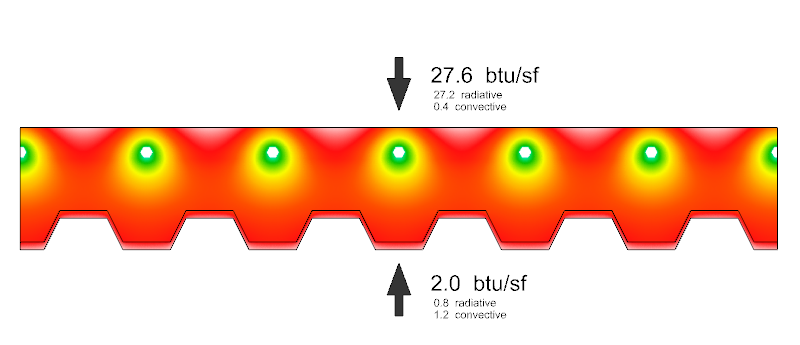 27.6 btu/sf
27.2 radiative
0.4 convective
2.0 btu/sf
0.8 radiative
1.2 convective